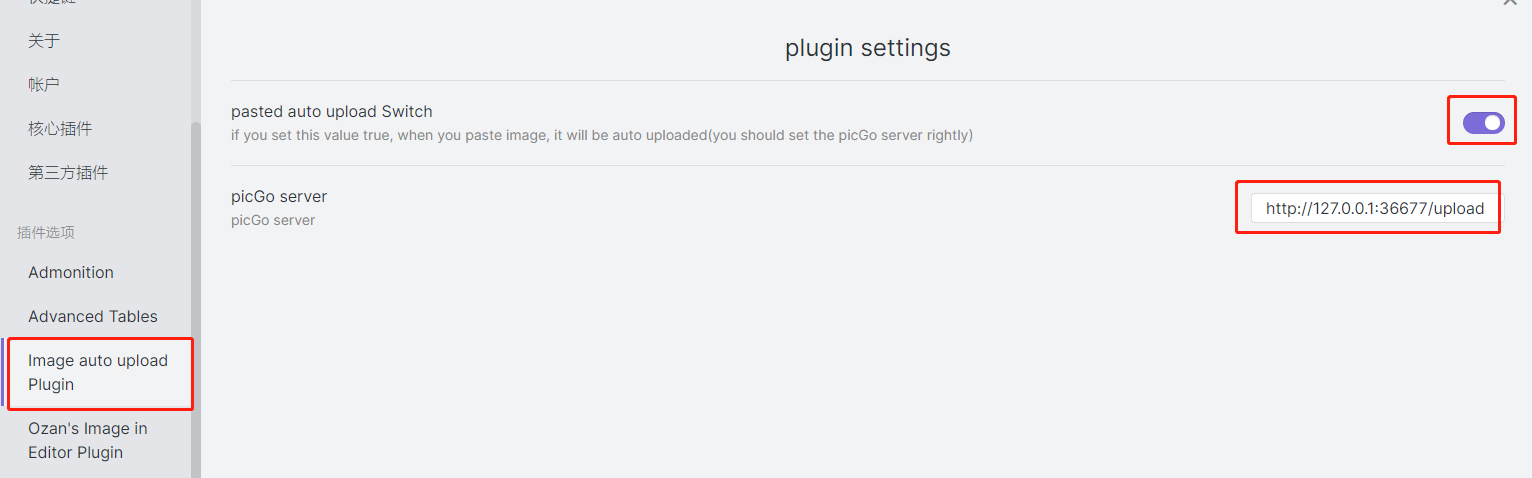 关于
帐户
核心插件
第三方插件
插件选项
Admonition
Advanced Tables
Image auto upload
Plugin
Ozan's Image in
Editor Plugin
plugin settings
pasted auto upload Switch
if you set this value true, when you paste image, it will be auto uploaded(you should set the picGo server rightly)
picGo server
picGo server
http://127.0.0.1:36677/upload